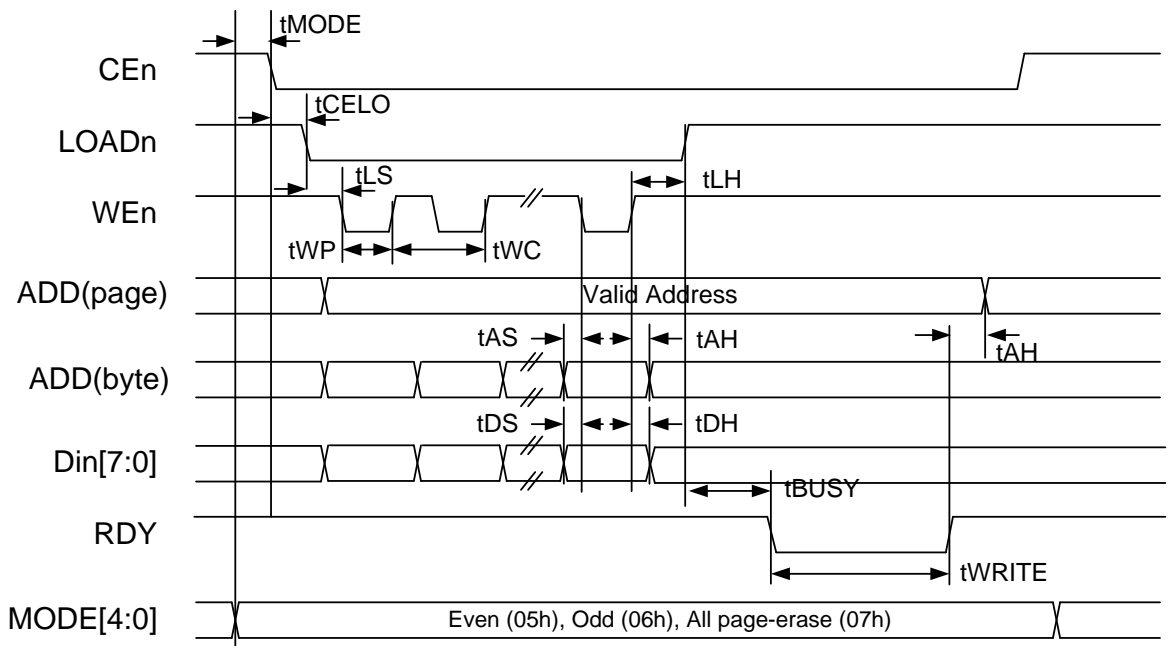 tMODE
CEn
tCELO
LOADn
tLS
tLH
WEn
tWP
tWC
ADD(page)
Valid Address
tAS
tAH
tAH
ADD(byte)
tDS
tDH
Din[7:0]
tBUSY
RDY
tWRITE
MODE[4:0]
Even (05h), Odd (06h), All page-erase (07h)